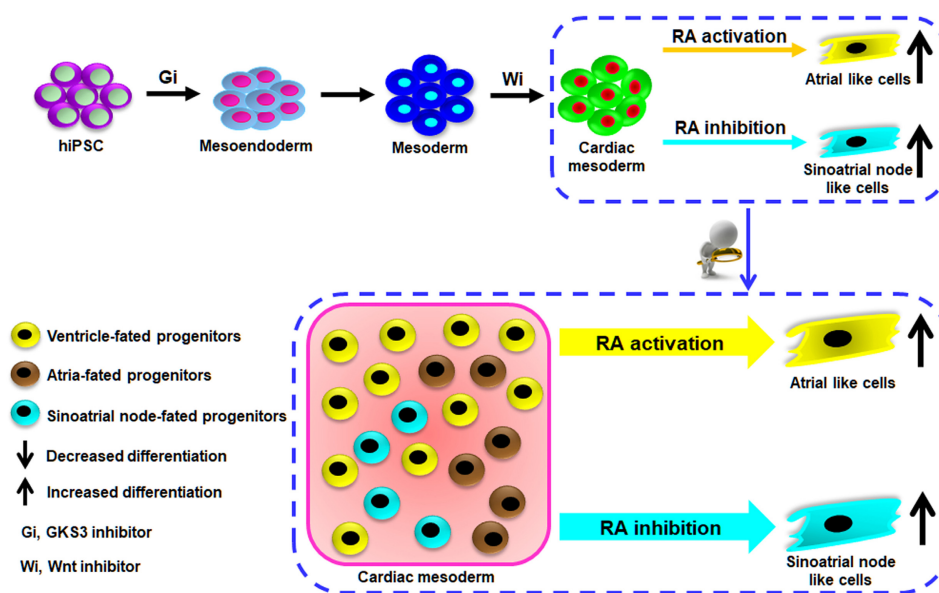 Gi
hiPSC
Mesoendoderm
Mesoderm
Wi
Cardiac
mesoderm
RA activation
Atrial like cells
RA inhibition
Sinoatrial node
like cells
Ventricle-fated progenitors
Atria-fated progenitors
Sinoatrial node-fated progenitors
Decreased differentiation
Increased differentiation
Gi, GKS3 inhibitor
Wi, Wnt inhibitor
Cardiac mesoderm
RA activation
Atrial like cells
RA inhibition
Sinoatrial node
like cells